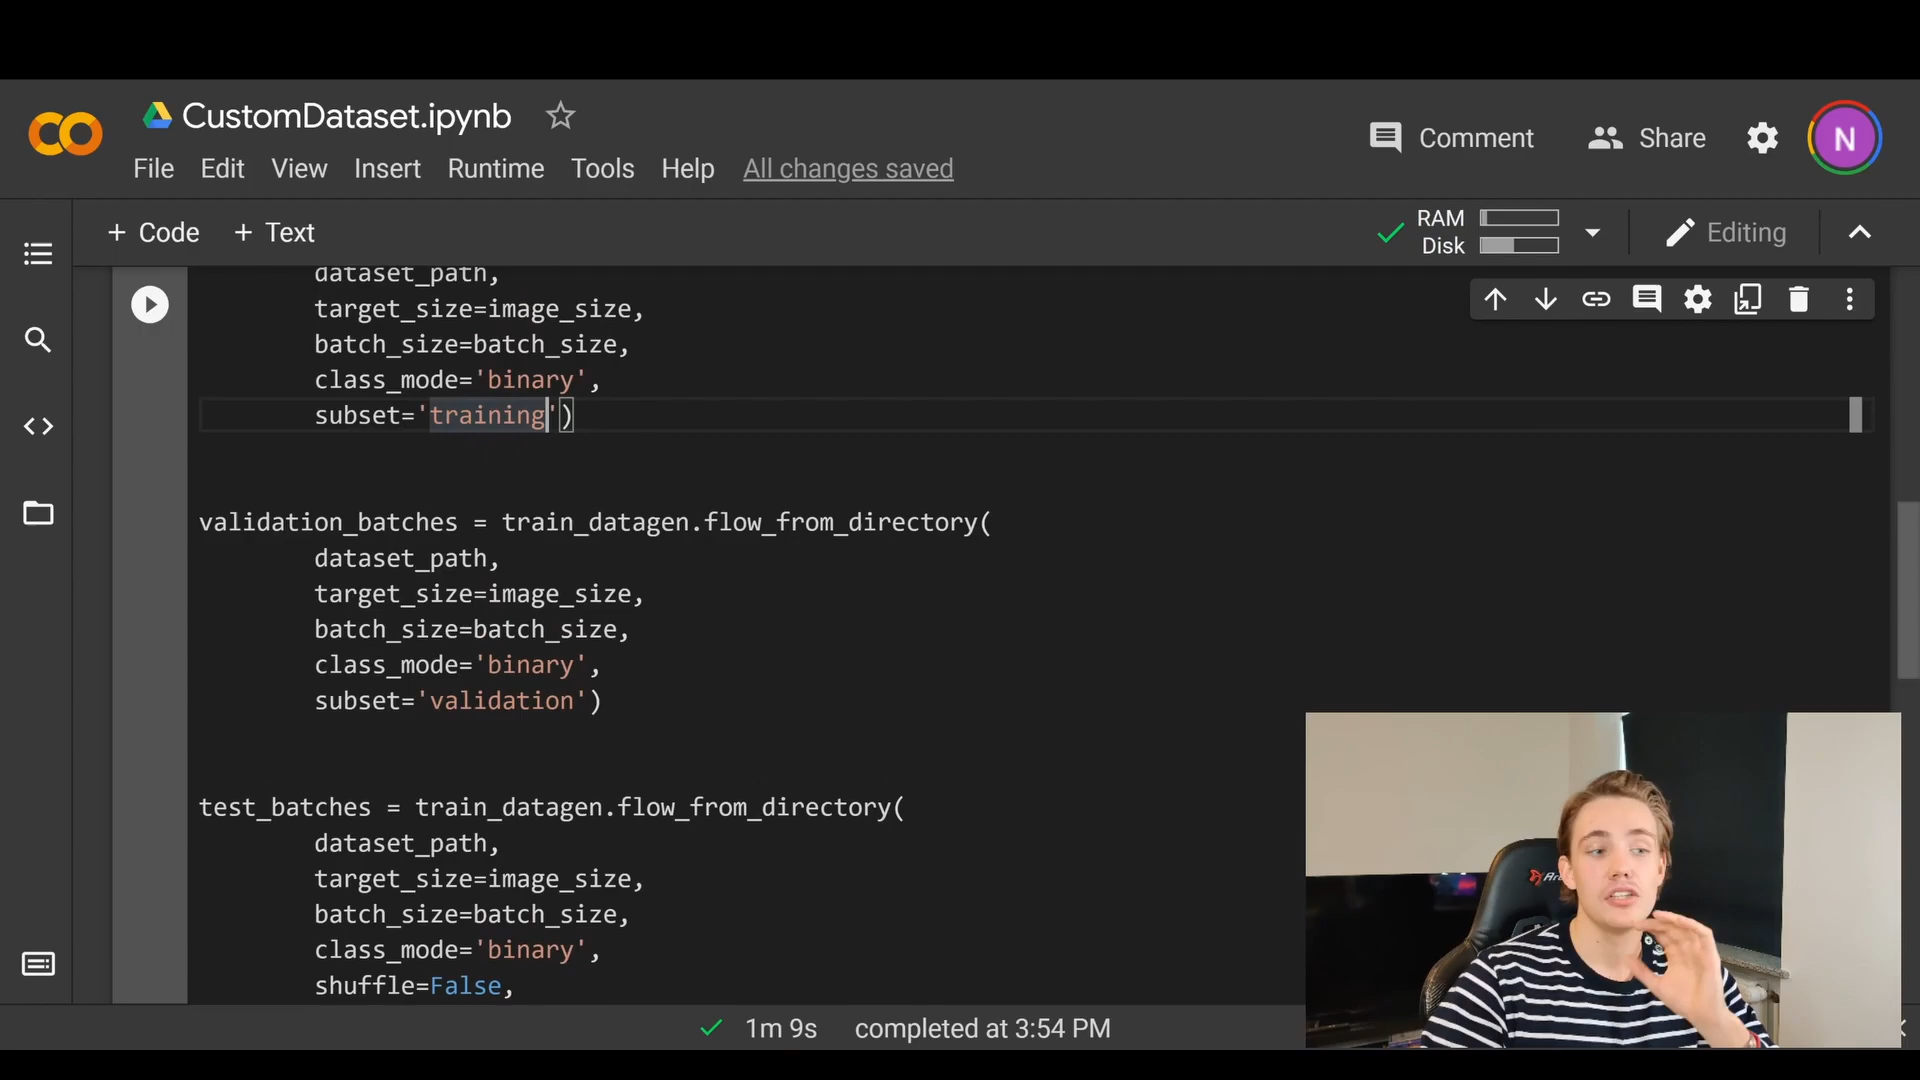 CustomDataset.ipynb
Comment
Share
N
File Edit View Insert Runtime Tools Help All changes saved
+ Code + Text
RAM
Disk
Editing
dataset_path,
target_size=image_size,
batch_size=batch_size,
class_mode='binary',
subset='training')
validation_batches = train_datagen.flow_from_directory(
dataset_path,
target_size=image_size,
batch_size=batch_size,
class_mode='binary',
subset='validation')
test_batches = train_datagen.flow_from_directory(
dataset_path,
target_size=image_size,
batch_size=batch_size,
class_mode='binary',
shuffle=False,
1m 9s completed at 3:54 PM